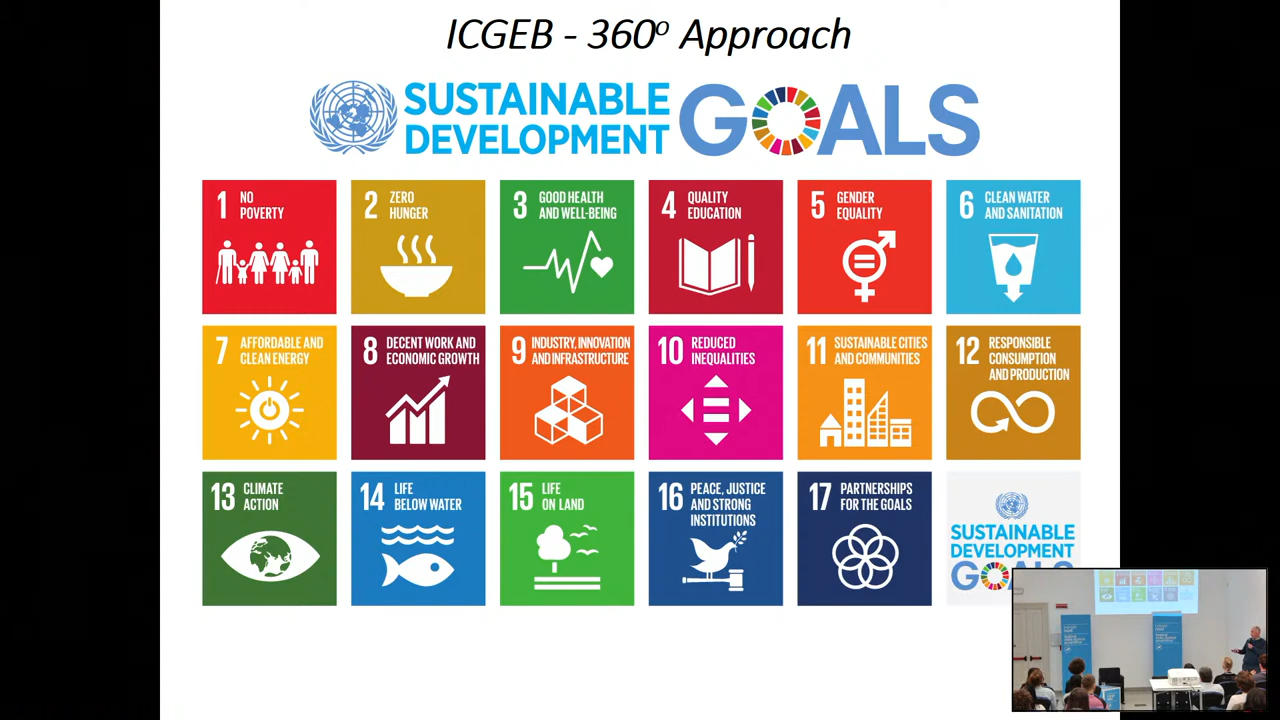 ICGEB - 360º Approach
SUSTAINABLE
DEVELOPMENT
GOALS
1 NO
POVERTY
2 ZERO
HUNGER
3 GOOD HEALTH
AND WELL-BEING
4 QUALITY
EDUCATION
5 GENDER
EQUALITY
6 CLEAN WATER
AND SANITATION
7 AFFORDABLE AND
CLEAN ENERGY
8 DECENT WORK AND
ECONOMIC GROWTH
9 INDUSTRY, INNOVATION
AND INFRASTRUCTURE
10 REDUCED
INEQUALITIES
11 SUSTAINABLE CITIES
AND COMMUNITIES
12 RESPONSIBLE
CONSUMPTION
AND PRODUCTION
13 CLIMATE
ACTION
14 LIFE
BELOW WATER
15 LIFE
ON LAND
16 PEACE, JUSTICE
AND STRONG
INSTITUTIONS
17 PARTNERSHIPS
FOR THE GOALS
SUSTAINABLE
DEVELOPMENT
GOALS